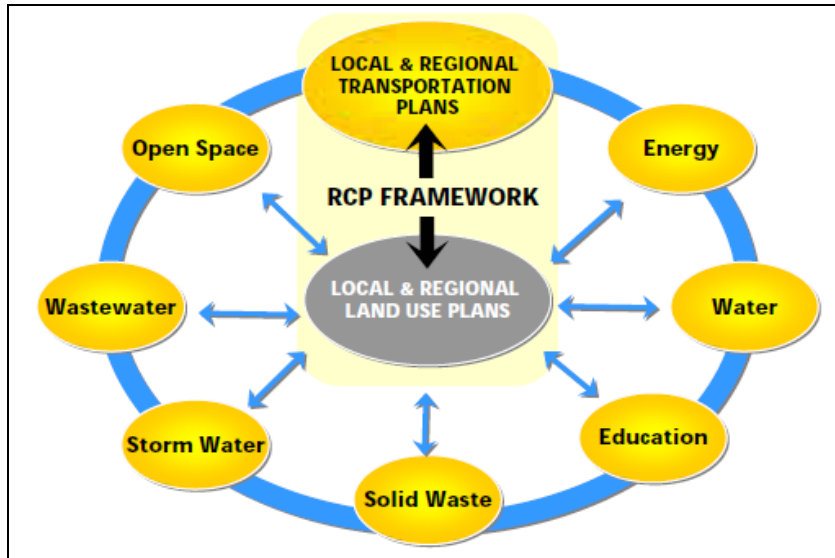 LOCAL & REGIONAL
TRANSPORTATION
PLANS
Open Space
Energy
RCP FRAMEWORK
LOCAL & REGIONAL
LAND USE PLANS
Wastewater
Water
Storm Water
Education
Solid Waste